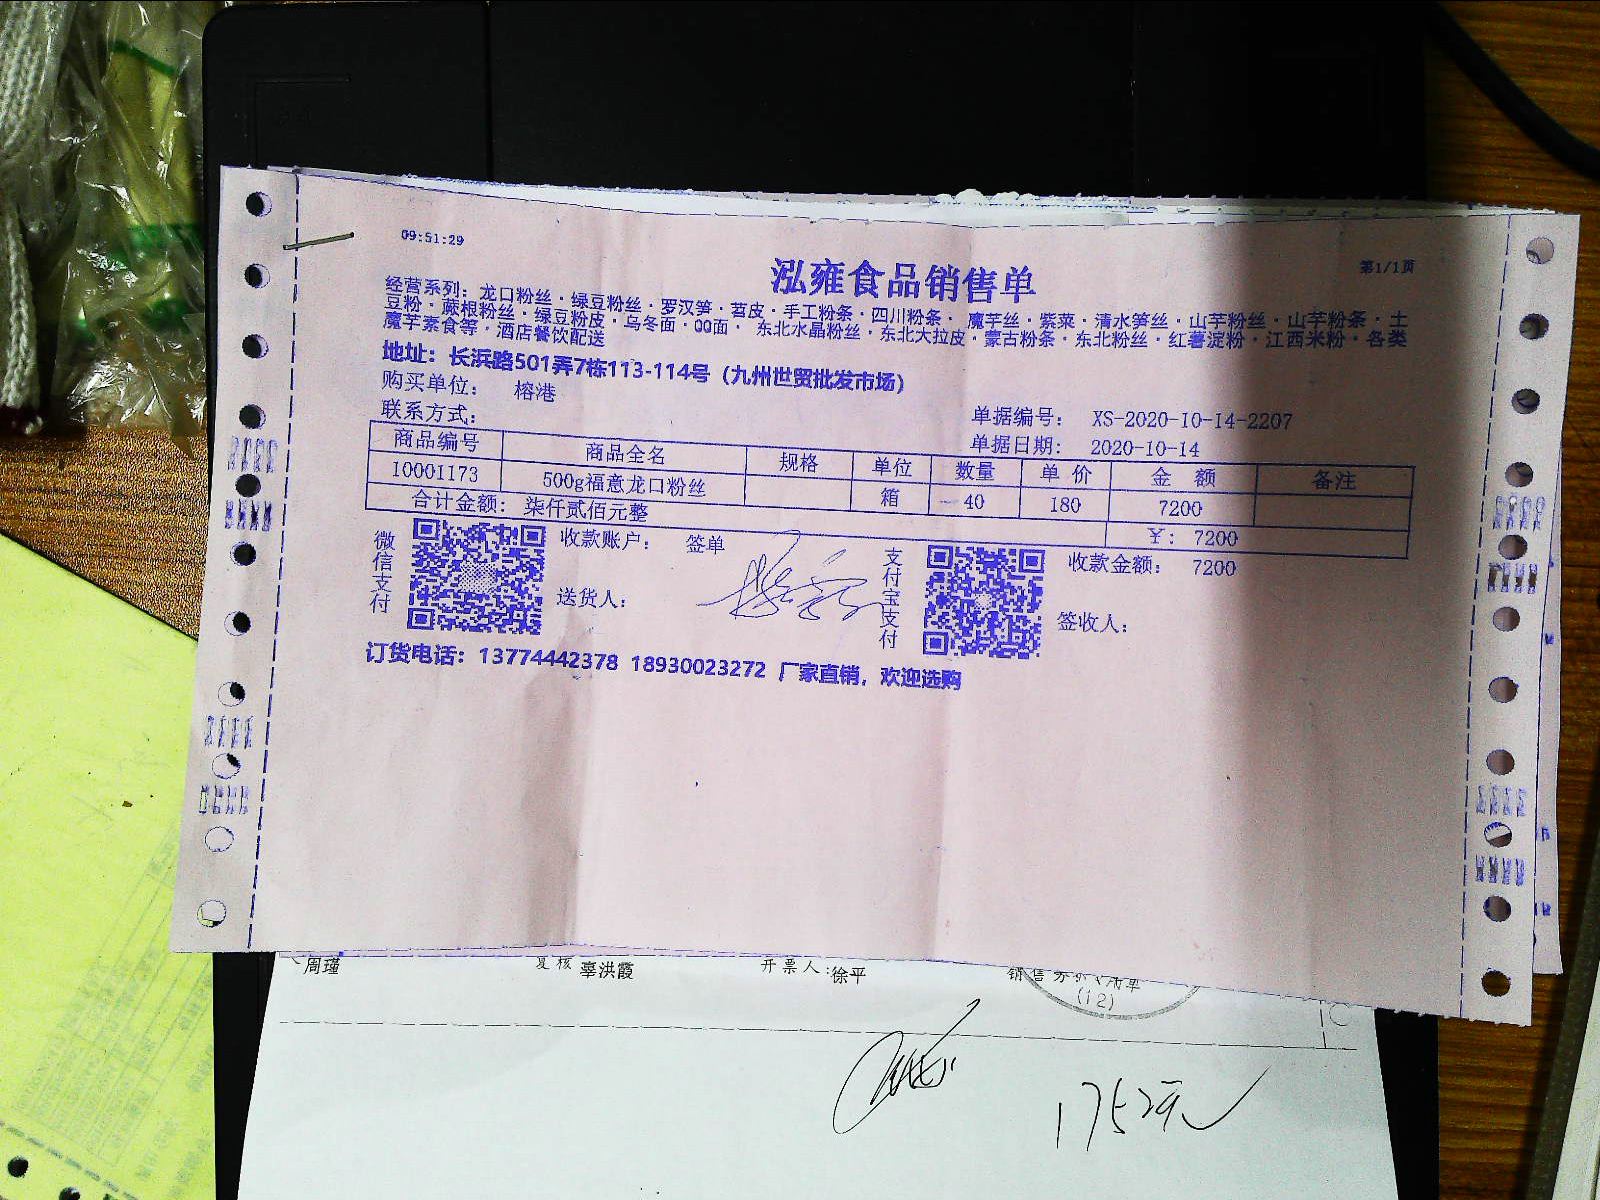 09:51:29
第1/1页
泓雍食品销售单
经营系列：龙口粉丝·绿豆粉丝·罗汉笋·苕皮·手工粉条·四川粉条·魔芋丝·紫菜·清水笋丝·山芋粉丝·山芋粉条·土
豆粉·蕨根粉丝·绿豆粉皮·乌冬面·QQ面·东北水晶粉丝·东北大拉皮·蒙古粉条·东北粉丝·红薯淀粉·江西米粉·各类
魔芋素食等·酒店餐饮配送
地址：长浜路501弄7栋113-114号（九州世贸批发市场）
购买单位： 榕港
联系方式：
单据编号： XS-2020-10-14-2207
单据日期： 2020-10-14
商品编号 商品全名 规格 单位 数量 单价 金额 备注
10001173 500g福意龙口粉丝 箱 40 180 7200
合计金额：柒仟贰佰元整 ￥：7200
微信支付
收款账户： 签单
支付宝支付
收款金额： 7200
送货人：
签收人：
订货电话：13774442378 18930023272 厂家直销，欢迎选购
周瑾 复核 辜洪霞 开票人：徐平
(12)